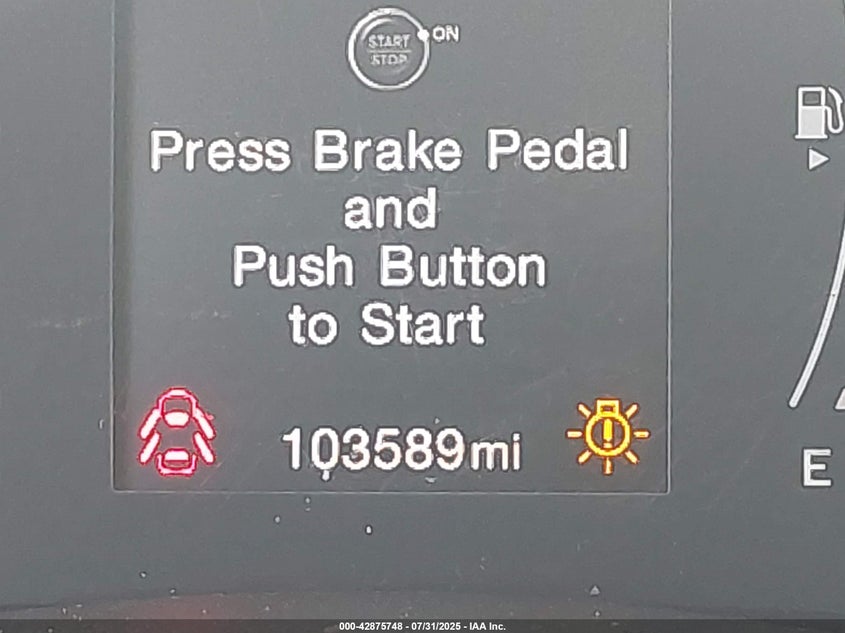 START
STOP
ON
Press Brake Pedal
and
Push Button
to Start
103589mi
E
000-42875748 - 07/31/2025 - IAA Inc.